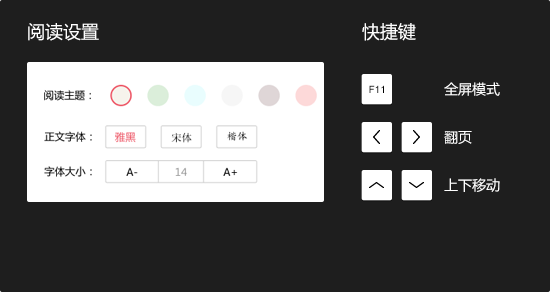 阅读设置
阅读主题：
正文字体： 雅黑 宋体 楷体
字体大小： A- 14 A+
快捷键
F11 全屏模式
翻页
上下移动